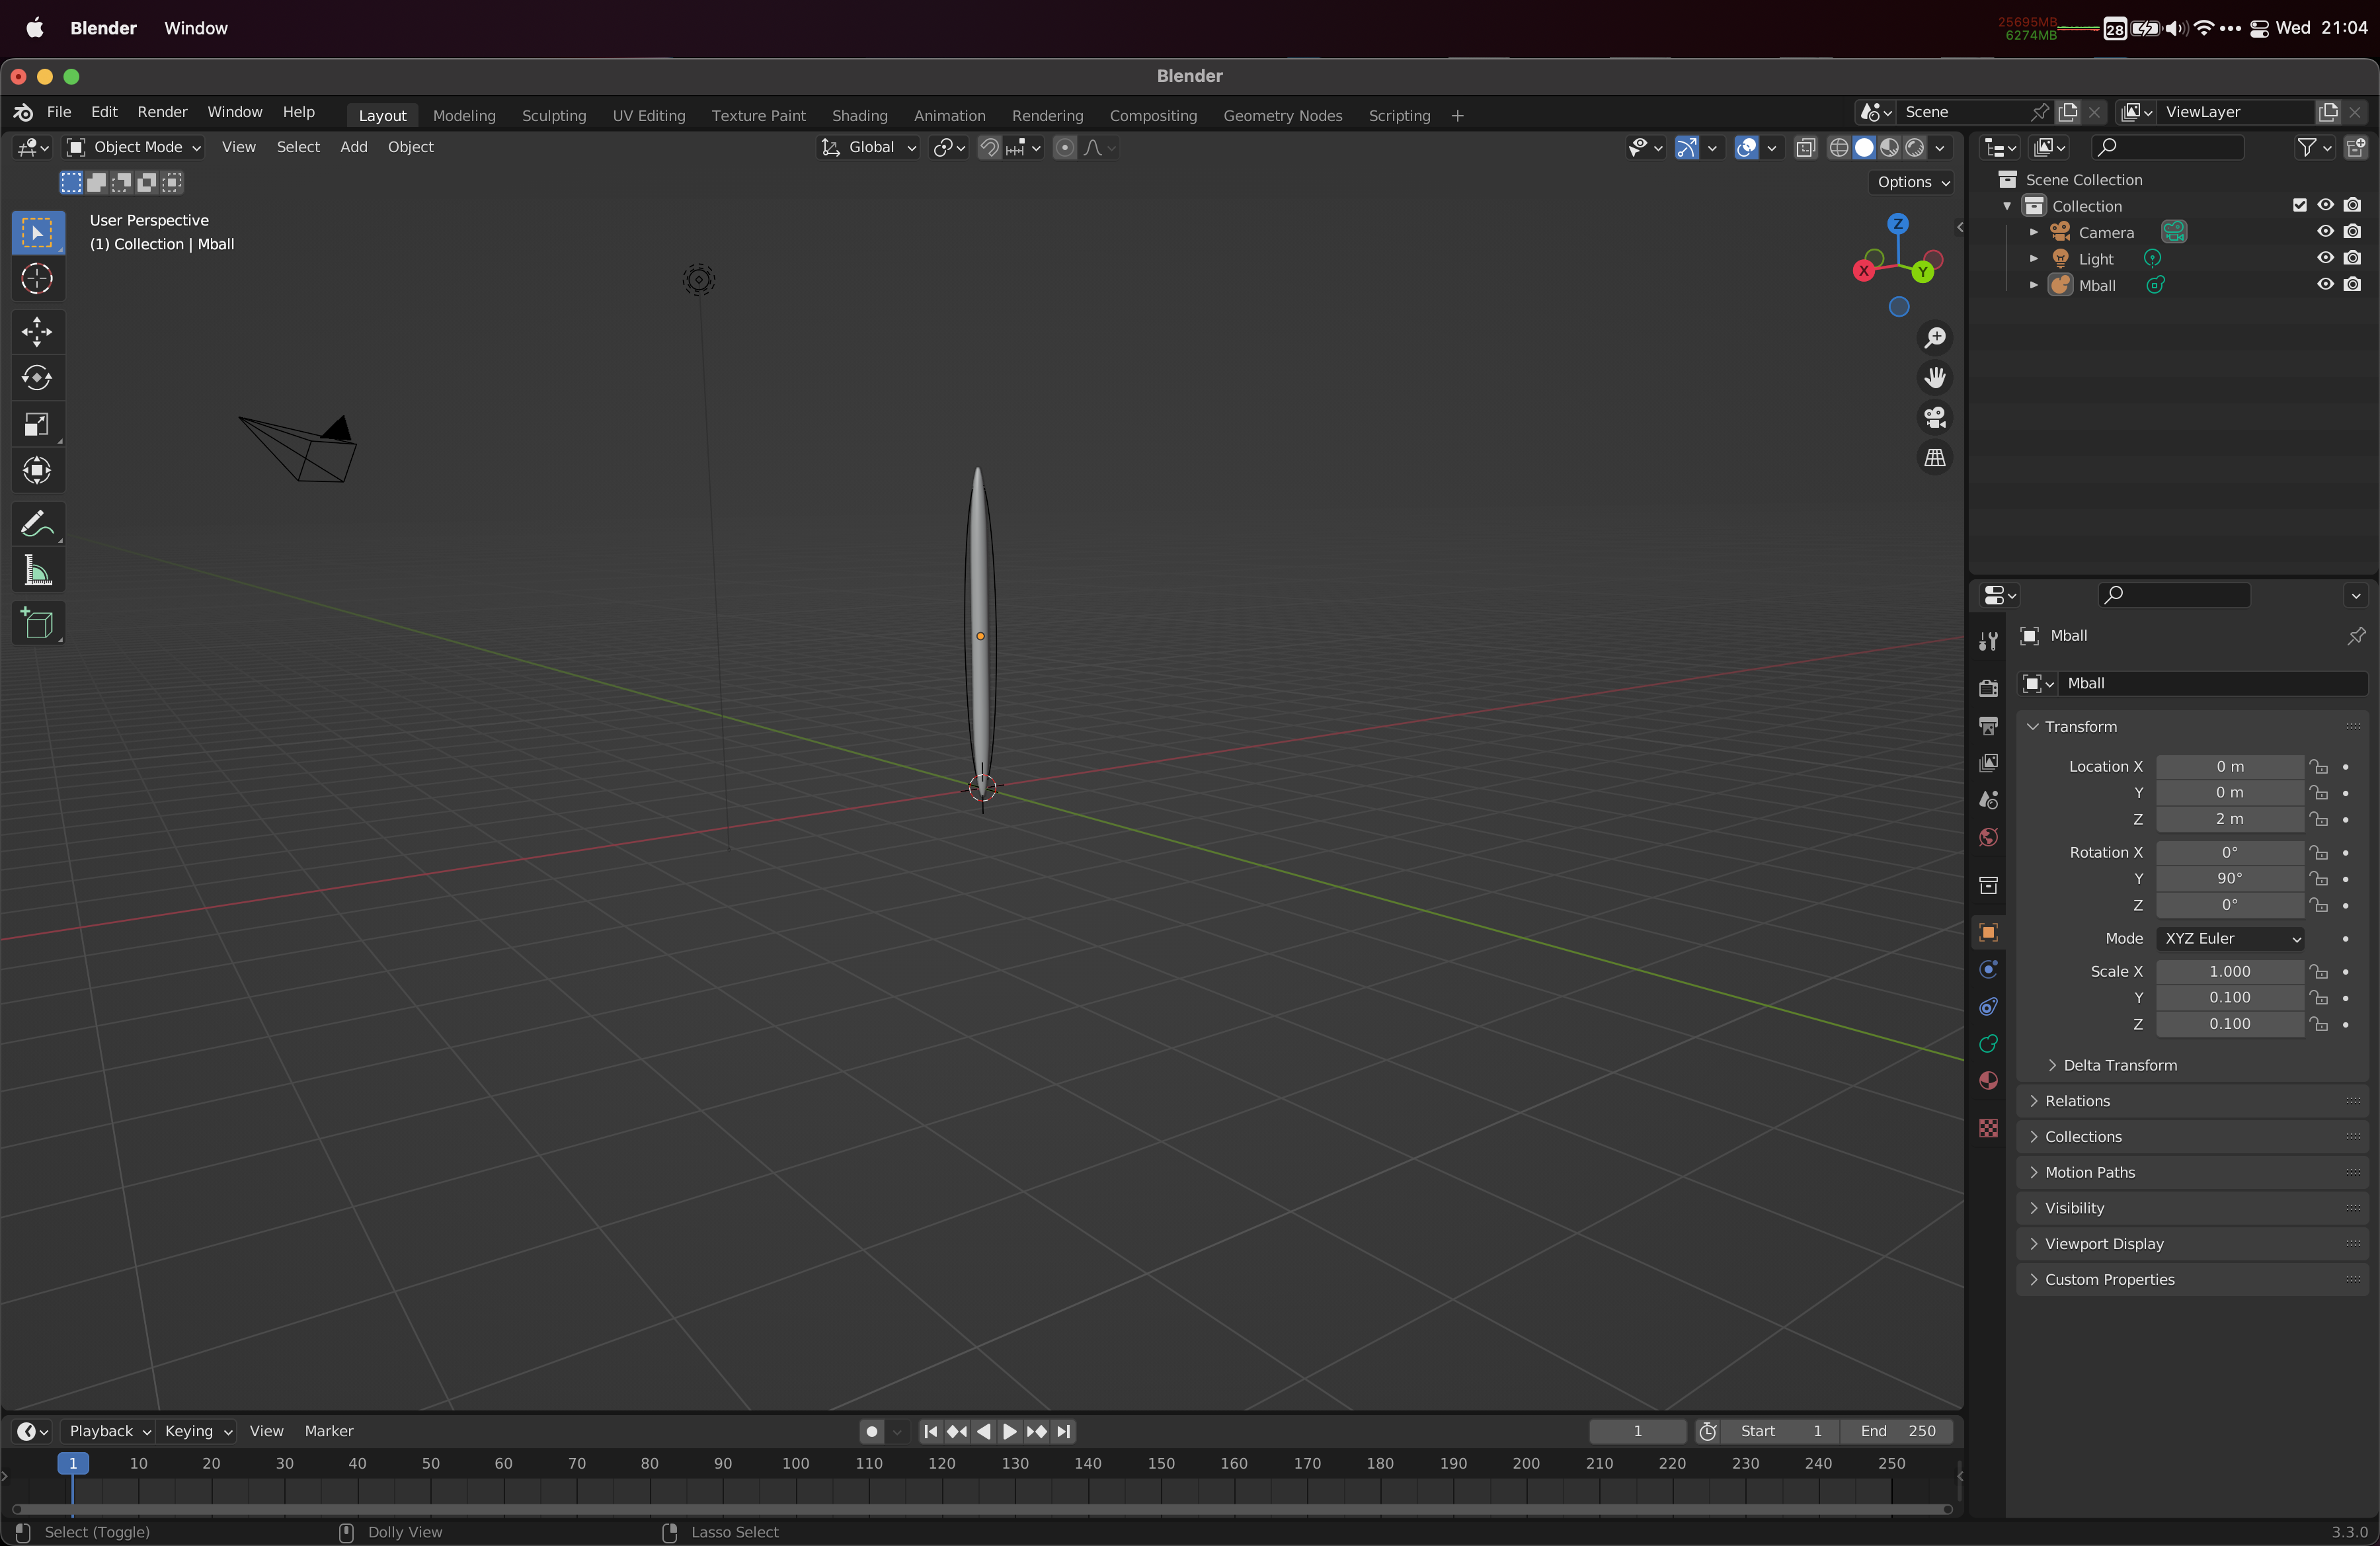 Blender Window 25695MB 6274MB 28 Wed 21:04
Blender
File Edit Render Window Help Layout Modeling Sculpting UV Editing Texture Paint Shading Animation Rendering Compositing Geometry Nodes Scripting + Scene ViewLayer
Object Mode View Select Add Object Global
Options
User Perspective
(1) Collection | Mball
Z
X
Y
Scene Collection
Collection
Camera
Light
Mball
Mball
Mball
Transform
Location X 0 m
Y 0 m
Z 2 m
Rotation X 0°
Y 90°
Z 0°
Mode XYZ Euler
Scale X 1.000
Y 0.100
Z 0.100
Delta Transform
Relations
Collections
Motion Paths
Visibility
Viewport Display
Custom Properties
Playback Keying View Marker 1 Start 1 End 250
1 10 20 30 40 50 60 70 80 90 100 110 120 130 140 150 160 170 180 190 200 210 220 230 240 250
Select (Toggle) Dolly View Lasso Select 3.3.0